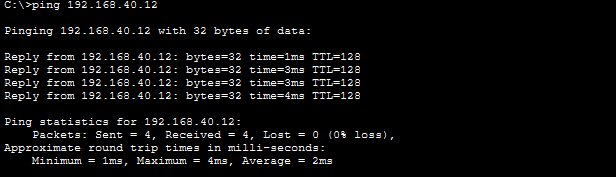 C:\>ping 192.168.40.12
Pinging 192.168.40.12 with 32 bytes of data:
Reply from 192.168.40.12: bytes=32 time=1ms TTL=128
Reply from 192.168.40.12: bytes=32 time=3ms TTL=128
Reply from 192.168.40.12: bytes=32 time=3ms TTL=128
Reply from 192.168.40.12: bytes=32 time=4ms TTL=128
Ping statistics for 192.168.40.12:
    Packets: Sent = 4, Received = 4, Lost = 0 (0% loss),
Approximate round trip times in milli-seconds:
    Minimum = 1ms, Maximum = 4ms, Average = 2ms